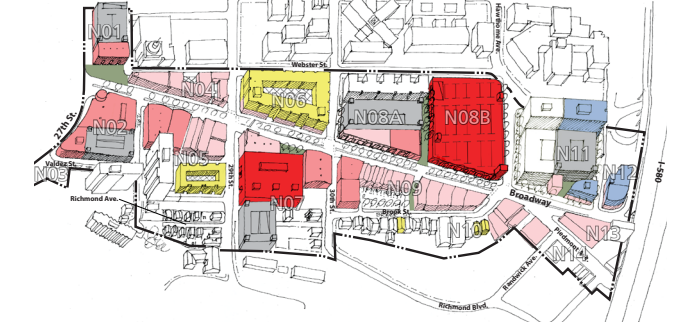 N01
Hawthorne Ave.
Webster St.
N04
N06
N08A
N08B
27th St.
N02
N11
Valdez St.
N05
N03
29th St.
N12
I-580
Richmond Ave.
N07
30th St.
N09
Broadway
Brook St.
N10
N13
Piedmont
N14
Randwick Ave.
Richmond Blvd.